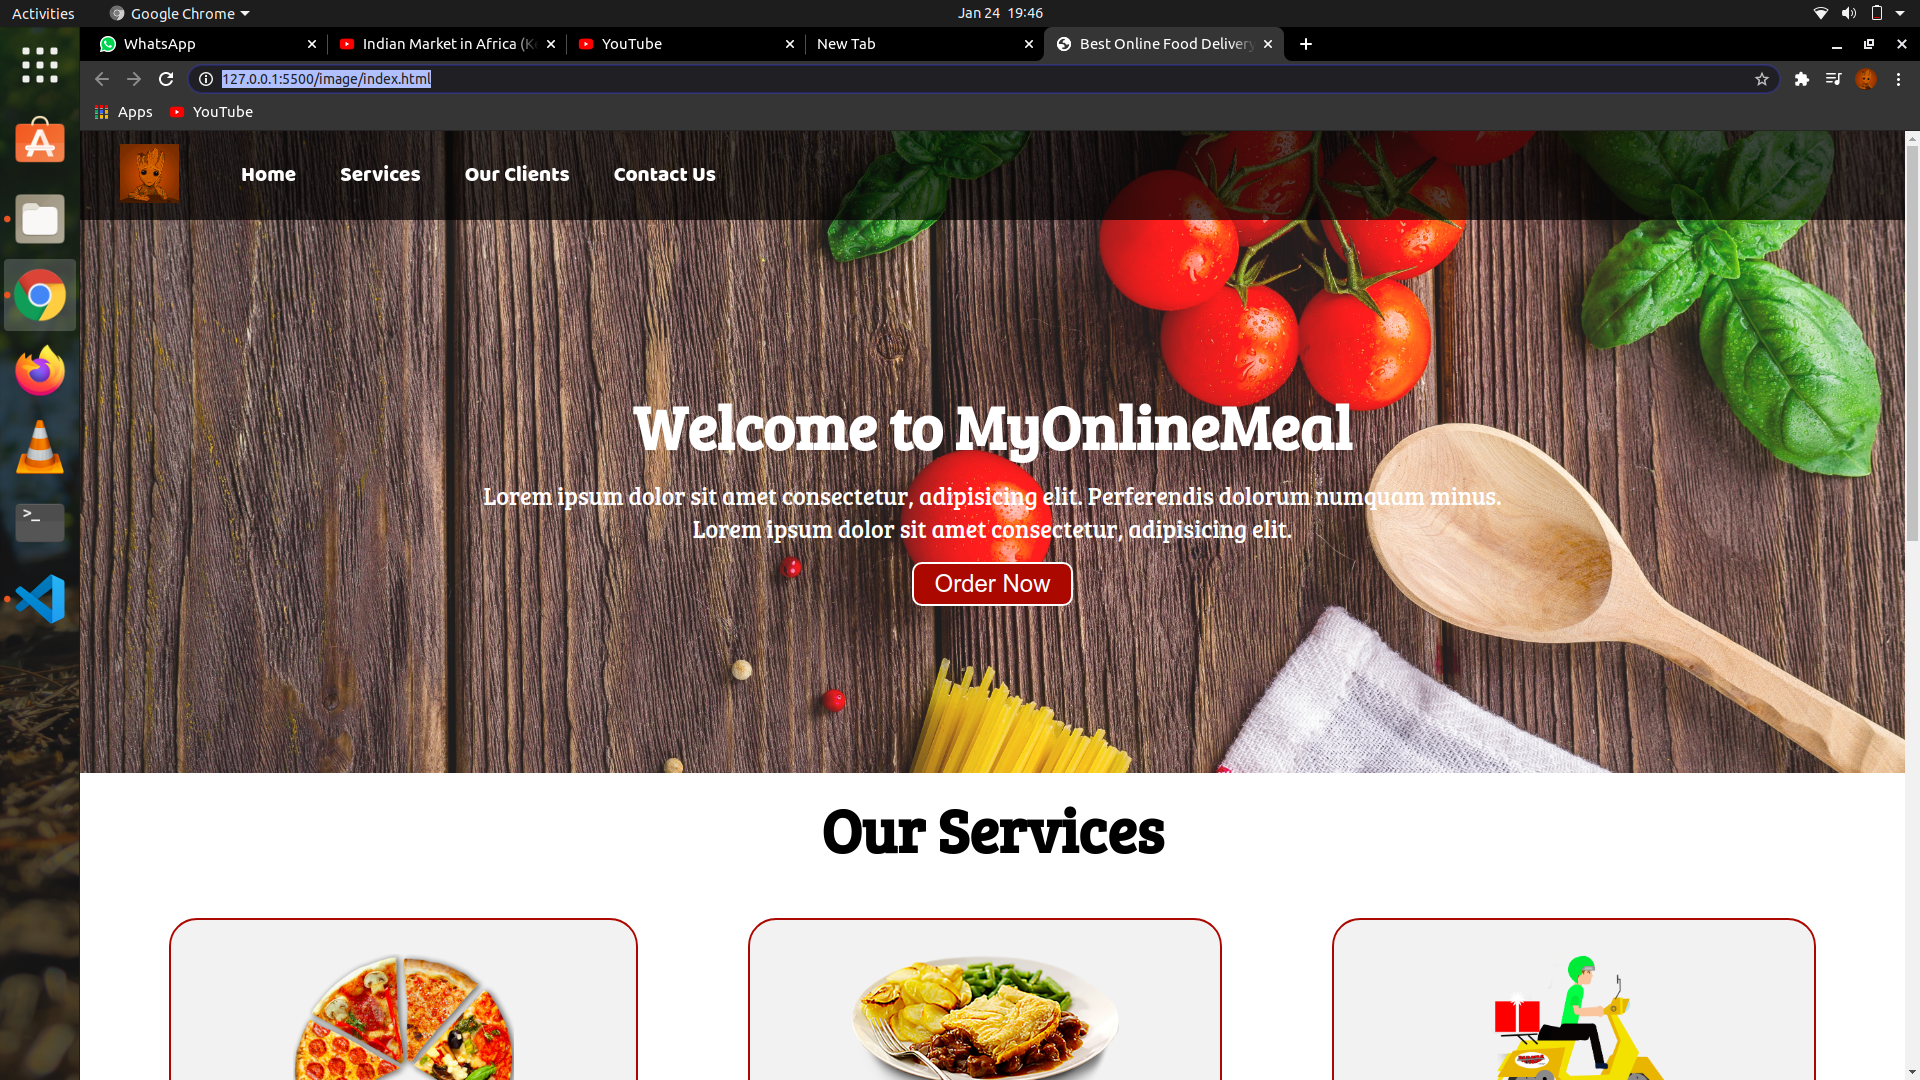 Activities
Google Chrome
Jan 24 19:46
WhatsApp
Indian Market in Africa (Ke
YouTube
New Tab
Best Online Food Delivery
127.0.0.1:5500/image/index.html
Apps
YouTube
Home
Services
Our Clients
Contact Us
Welcome to MyOnlineMeal
Lorem ipsum dolor sit amet consectetur, adipisicing elit. Perferendis dolorum numquam minus.
Lorem ipsum dolor sit amet consectetur, adipisicing elit.
Order Now
Our Services